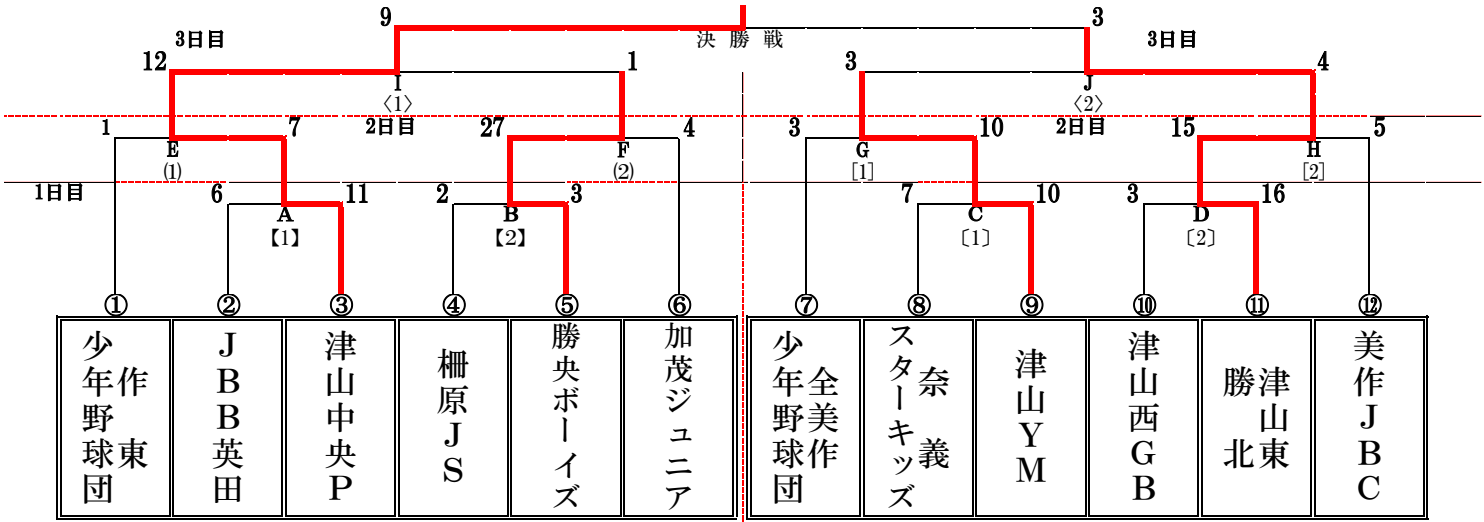 9
3
3日目
決勝戦
3日目
12
1
3
4
I
〈1〉
J
〈2〉
1
7
2日目
27
4
3
10
2日目
15
5
E
(1)
F
(2)
G
[1]
H
[2]
1日目
6
11
2
3
7
10
3
16
A
【1】
B
【2】
C
〔1〕
D
〔2〕
①
②
③
④
⑤
⑥
⑦
⑧
⑨
⑩
⑪
⑫
作東
少年野球団
JBB英田
津山中央P
柵原JS
勝央ボーイズ
加茂ジュニア
全美作
少年野球団
奈義
スターキッズ
津山YM
津山西GB
津山東
勝北
美作JBC